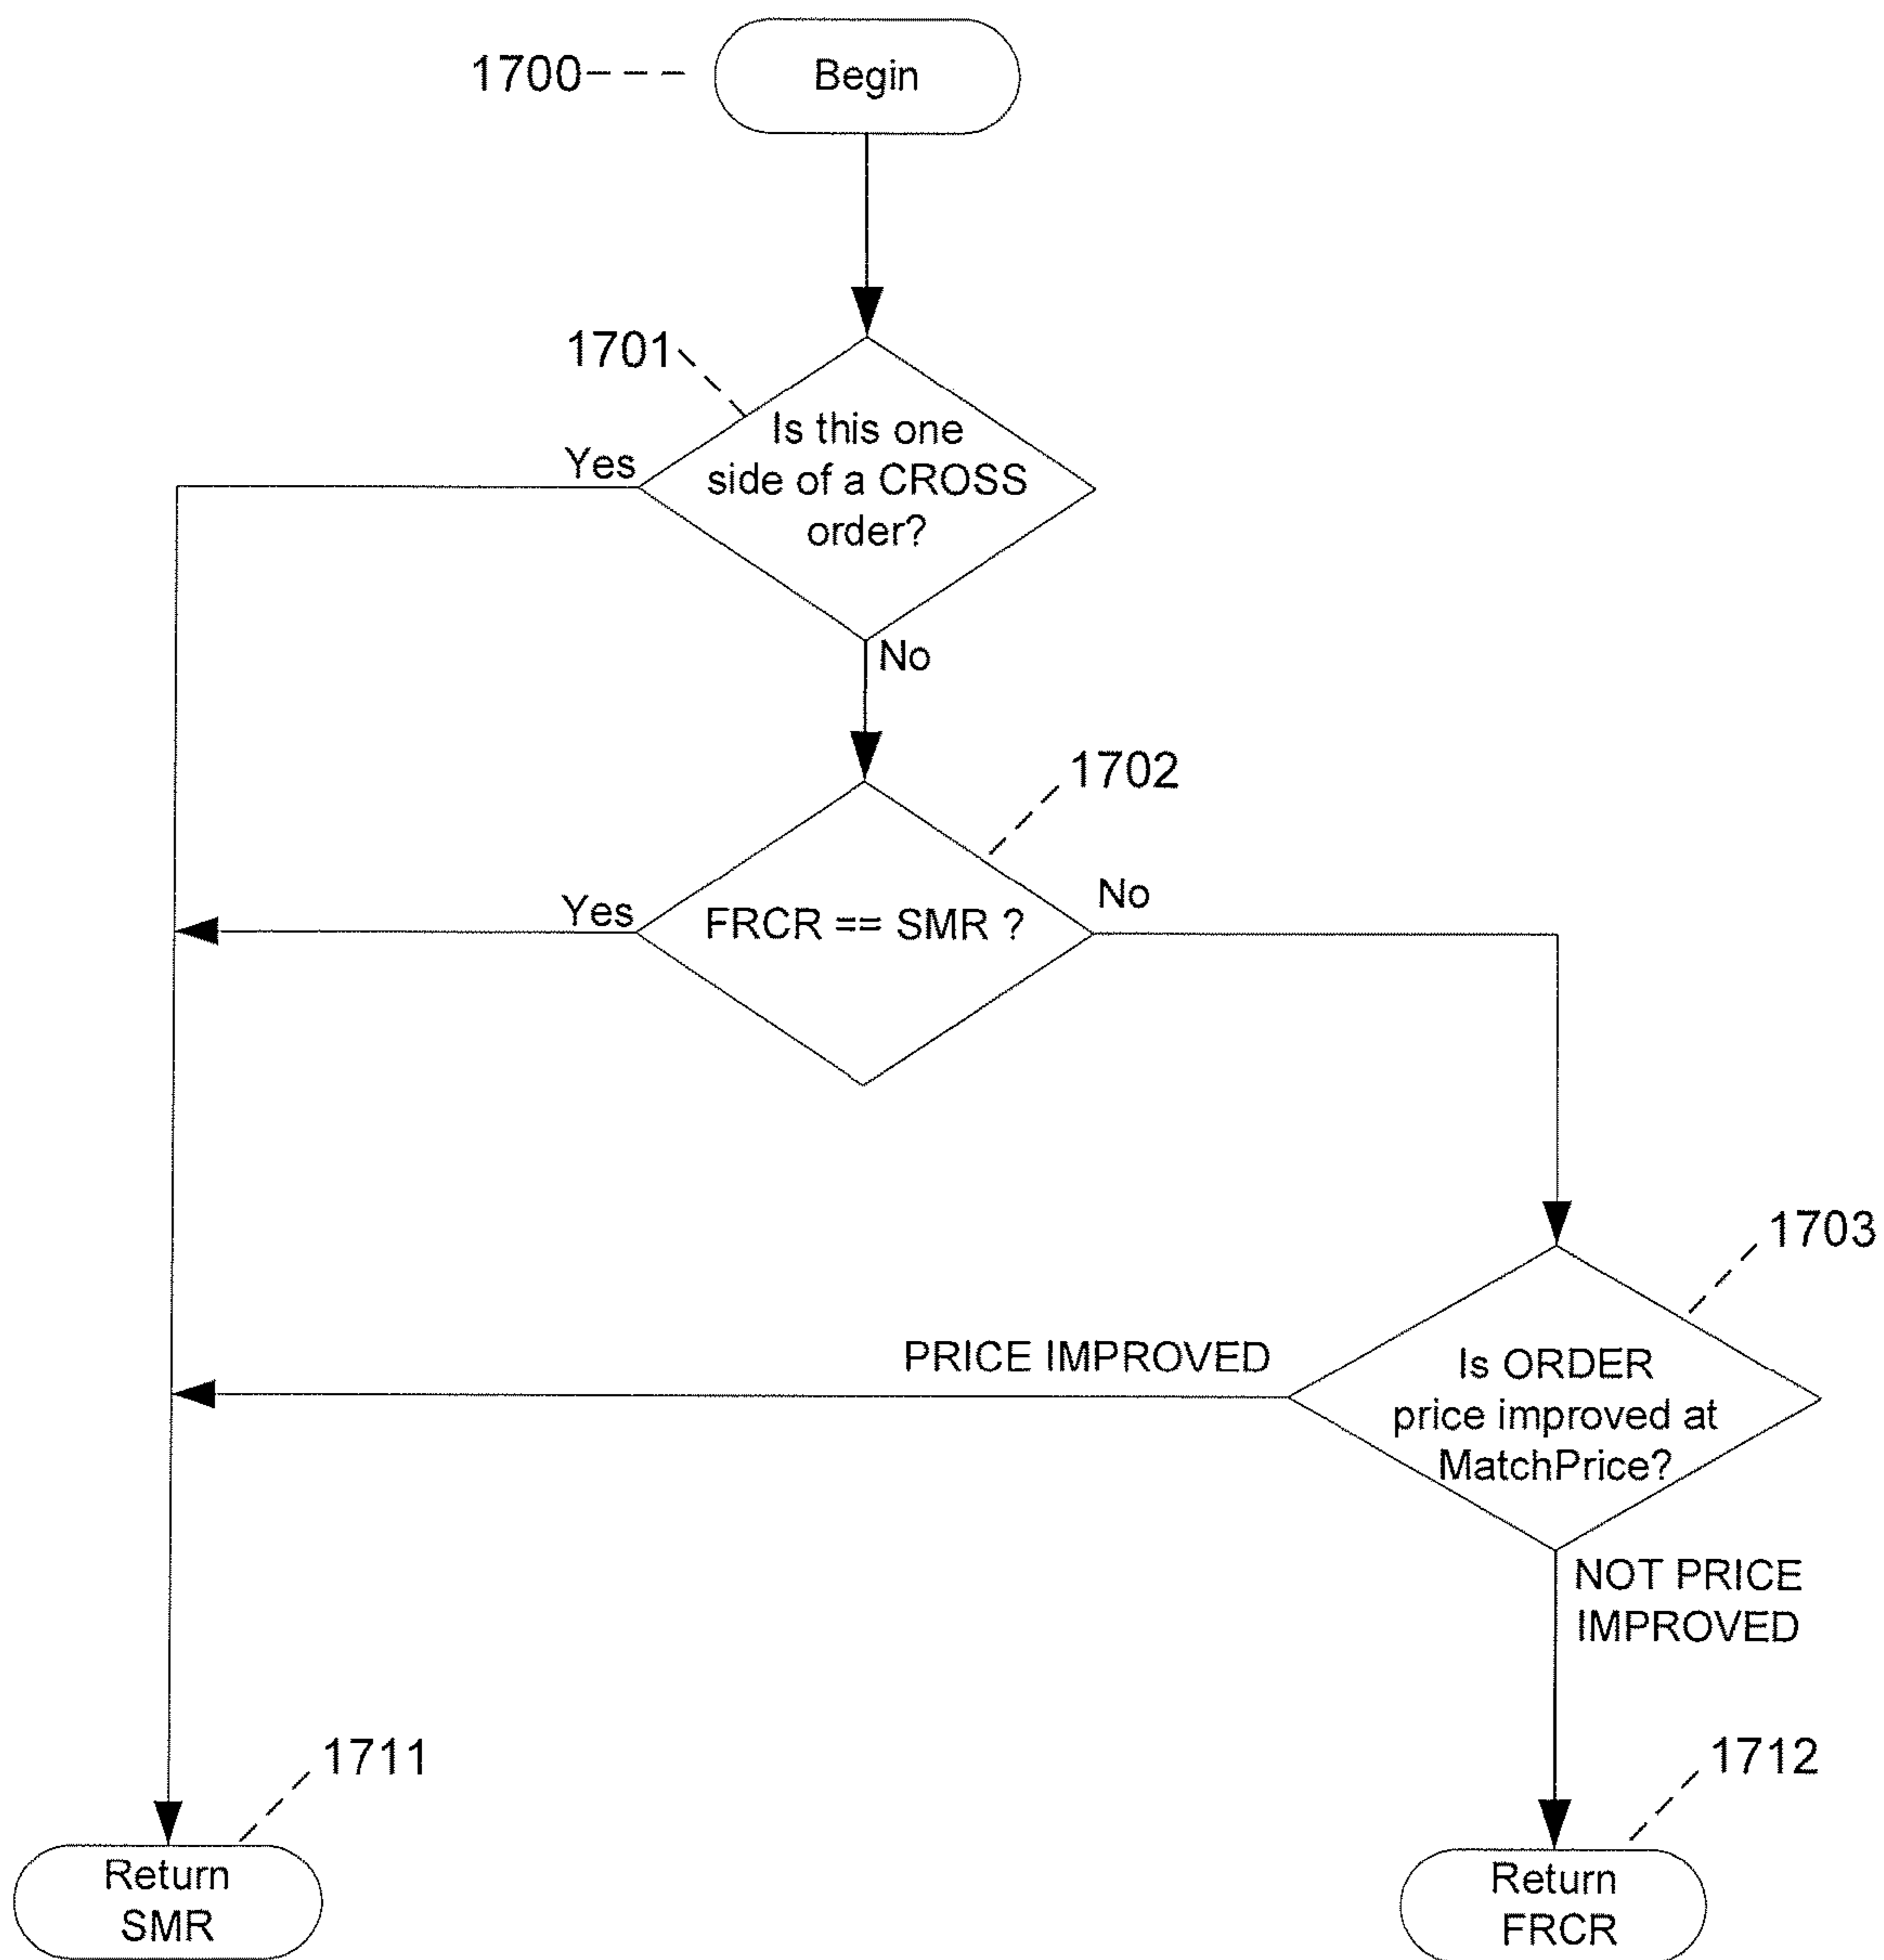 1700
Begin
1701
Is this one
side of a CROSS
order?
Yes
No
1702
FRCR == SMR ?
Yes
No
1703
Is ORDER
price improved at
MatchPrice?
PRICE IMPROVED
NOT PRICE
IMPROVED
1711
Return
SMR
1712
Return
FRCR